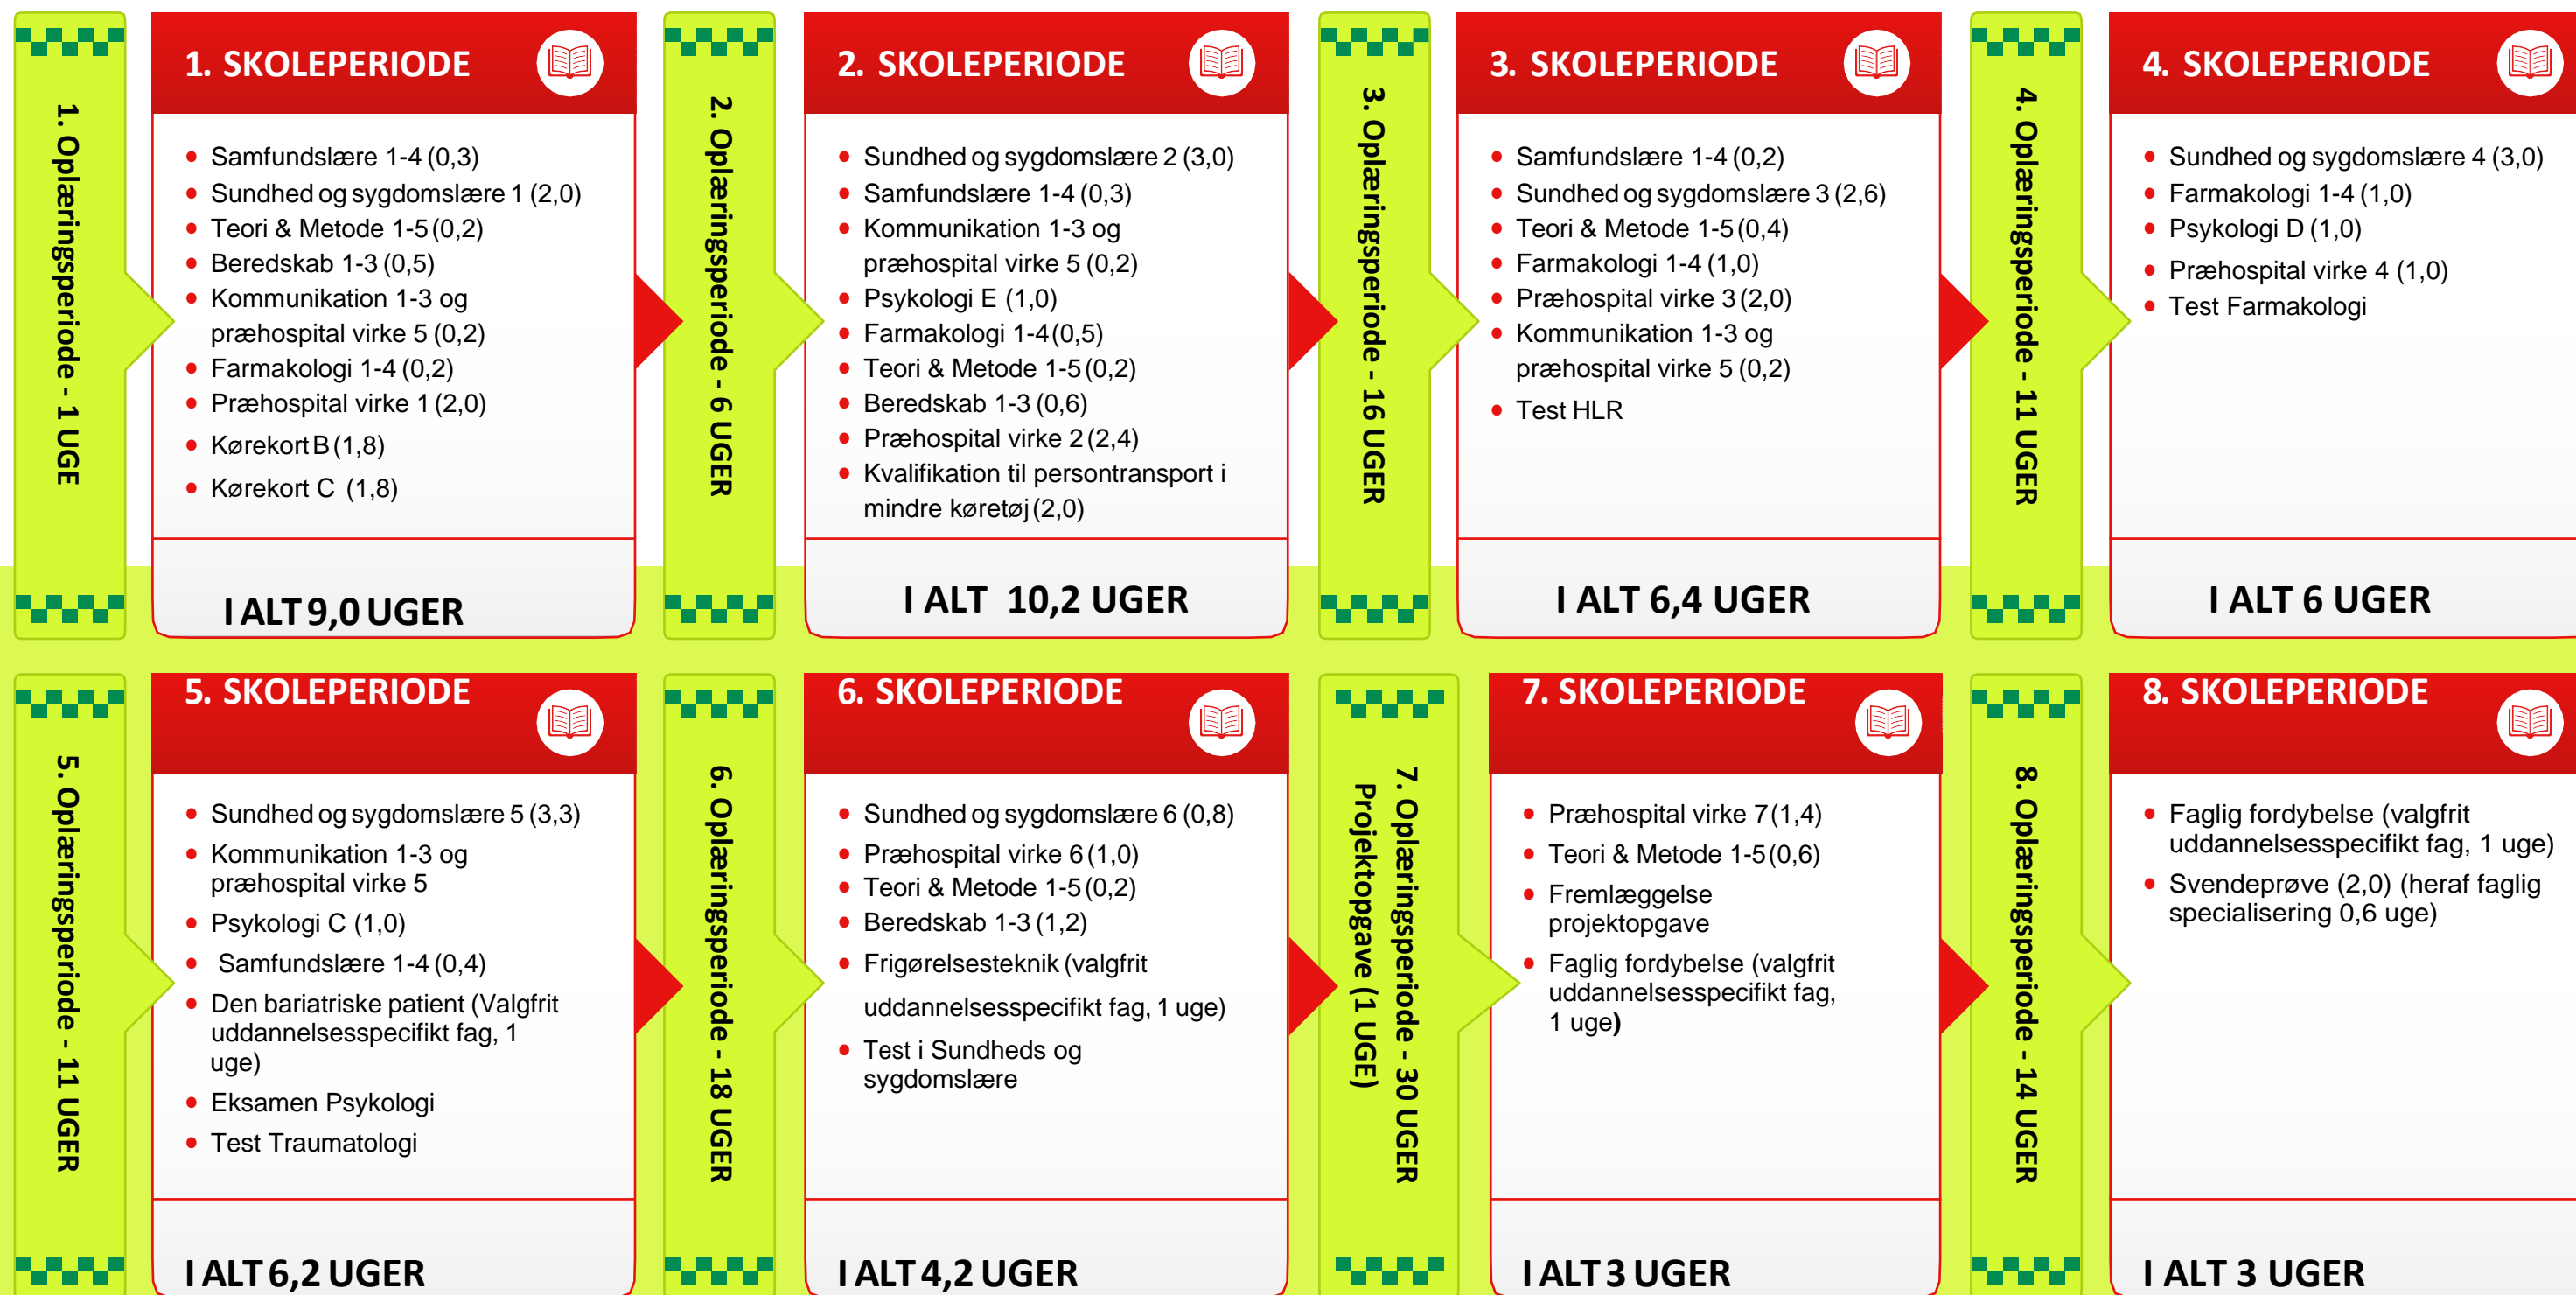 1. Oplæringsperiode - 1 UGE
1. SKOLEPERIODE
• Samfundslære 1-4 (0,3)
• Sundhed og sygdomslære 1 (2,0)
• Teori & Metode 1-5 (0,2)
• Beredskab 1-3 (0,5)
• Kommunikation 1-3 og
præhospital virke 5 (0,2)
• Farmakologi 1-4 (0,2)
• Præhospital virke 1 (2,0)
• Kørekort B (1,8)
• Kørekort C (1,8)
I ALT 9,0 UGER
2. Oplæringsperiode - 6 UGER
2. SKOLEPERIODE
• Sundhed og sygdomslære 2 (3,0)
• Samfundslære 1-4 (0,3)
• Kommunikation 1-3 og
præhospital virke 5 (0,2)
• Psykologi E (1,0)
• Farmakologi 1-4 (0,5)
• Teori & Metode 1-5 (0,2)
• Beredskab 1-3 (0,6)
• Præhospital virke 2 (2,4)
• Kvalifikation til persontransport i
mindre køretøj (2,0)
I ALT 10,2 UGER
3. Oplæringsperiode - 16 UGER
3. SKOLEPERIODE
• Samfundslære 1-4 (0,2)
• Sundhed og sygdomslære 3 (2,6)
• Teori & Metode 1-5 (0,4)
• Farmakologi 1-4 (1,0)
• Præhospital virke 3 (2,0)
• Kommunikation 1-3 og
præhospital virke 5 (0,2)
• Test HLR
I ALT 6,4 UGER
4. Oplæringsperiode - 11 UGER
4. SKOLEPERIODE
• Sundhed og sygdomslære 4 (3,0)
• Farmakologi 1-4 (1,0)
• Psykologi D (1,0)
• Præhospital virke 4 (1,0)
• Test Farmakologi
I ALT 6 UGER
5. Oplæringsperiode - 11 UGER
5. SKOLEPERIODE
• Sundhed og sygdomslære 5 (3,3)
• Kommunikation 1-3 og
præhospital virke 5
• Psykologi C (1,0)
• Samfundslære 1-4 (0,4)
• Den bariatriske patient (Valgfrit
uddannelsesspecifikt fag, 1
uge)
• Eksamen Psykologi
• Test Traumatologi
I ALT 6,2 UGER
6. Oplæringsperiode - 18 UGER
6. SKOLEPERIODE
• Sundhed og sygdomslære 6 (0,8)
• Præhospital virke 6 (1,0)
• Teori & Metode 1-5 (0,2)
• Beredskab 1-3 (1,2)
• Frigørelsesteknik (valgfrit
uddannelsesspecifikt fag, 1 uge)
• Test i Sundheds og
sygdomslære
I ALT 4,2 UGER
7. Oplæringsperiode - 30 UGER
Projektopgave (1 UGE)
7. SKOLEPERIODE
• Præhospital virke 7 (1,4)
• Teori & Metode 1-5 (0,6)
• Fremlæggelse
projektopgave
• Faglig fordybelse (valgfrit
uddannelsesspecifikt fag,
1 uge)
I ALT 3 UGER
8. Oplæringsperiode - 14 UGER
8. SKOLEPERIODE
• Faglig fordybelse (valgfrit
uddannelsesspecifikt fag, 1 uge)
• Svendeprøve (2,0) (heraf faglig
specialisering 0,6 uge)
I ALT 3 UGER